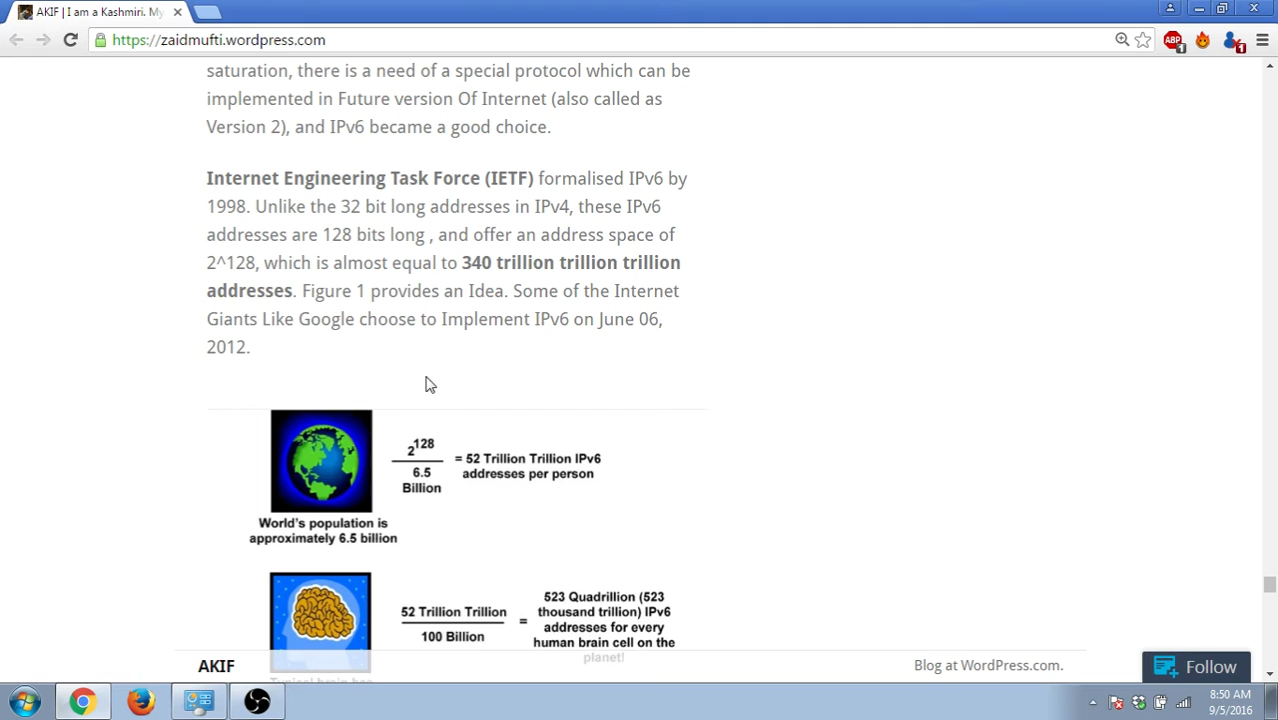 AKIF | I am a Kashmiri. My
https://zaidmufti.wordpress.com
ABP
1
1
saturation, there is a need of a special protocol which can be
implemented in Future version Of Internet (also called as
Version 2), and IPv6 became a good choice.
Internet Engineering Task Force (IETF) formalised IPv6 by
1998. Unlike the 32 bit long addresses in IPv4, these IPv6
addresses are 128 bits long , and offer an address space of
2^128, which is almost equal to 340 trillion trillion trillion
addresses. Figure 1 provides an Idea. Some of the Internet
Giants Like Google choose to Implement IPv6 on June 06,
2012.
2128
6.5
Billion
= 52 Trillion Trillion IPv6
addresses per person
World's population is
approximately 6.5 billion
52 Trillion Trillion
100 Billion
=
523 Quadrillion (523
thousand trillion) IPv6
addresses for every
human brain cell on the
planet!
Typical brain has
AKIF
Blog at WordPress.com.
Follow
8:50 AM
9/5/2016